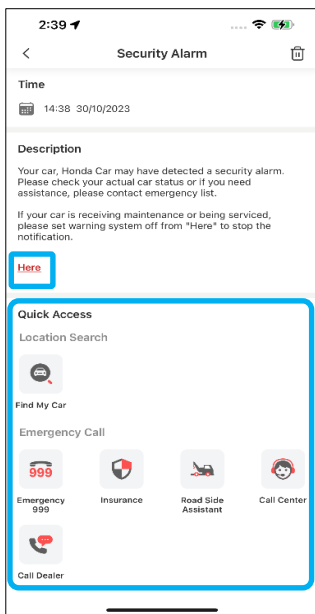 2:39
Security Alarm
Time
14:38 30/10/2023
Description
Your car, Honda Car may have detected a security alarm.
Please check your actual car status or if you need
assistance, please contact emergency list.
If your car is receiving maintenance or being serviced,
please set warning system off from "Here" to stop the
notification.
Here
Quick Access
Location Search
Find My Car
Emergency Call
999
Emergency
999
Insurance
Road Side
Assistant
Call Center
Call Dealer